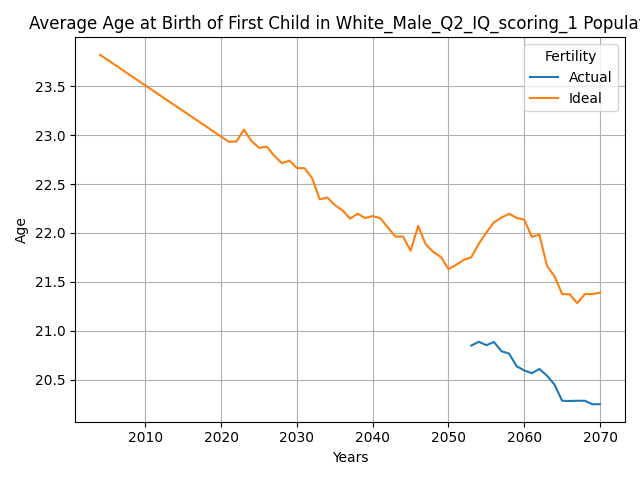 Average Age at Birth of First Child in White_Male_Q2_IQ_scoring_1 Popula
Fertility
Actual
Ideal
23.5
23.0
22.5
22.0
21.5
21.0
20.5
Age
2010 2020 2030 2040 2050 2060 2070
Years